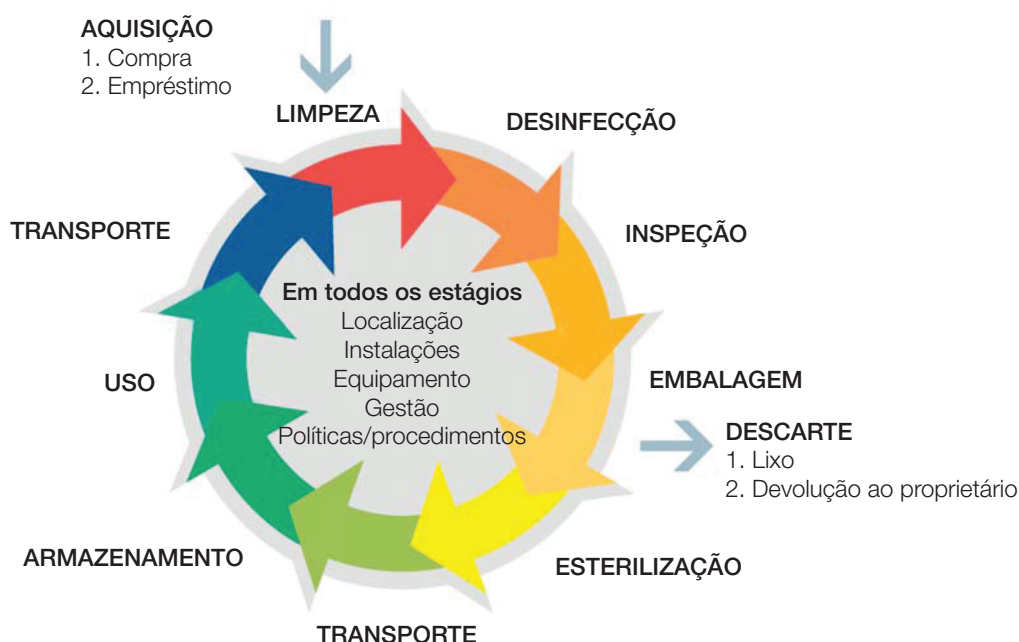 AQUISIÇÃO
1. Compra
2. Empréstimo
LIMPEZA
DESINFECÇÃO
INSPEÇÃO
EMBALAGEM
DESCARTE
1. Lixo
2. Devolução ao proprietário
ESTERILIZAÇÃO
TRANSPORTE
ARMAZENAMENTO
USO
TRANSPORTE
Em todos os estágios
Localização
Instalações
Equipamento
Gestão
Políticas/procedimentos